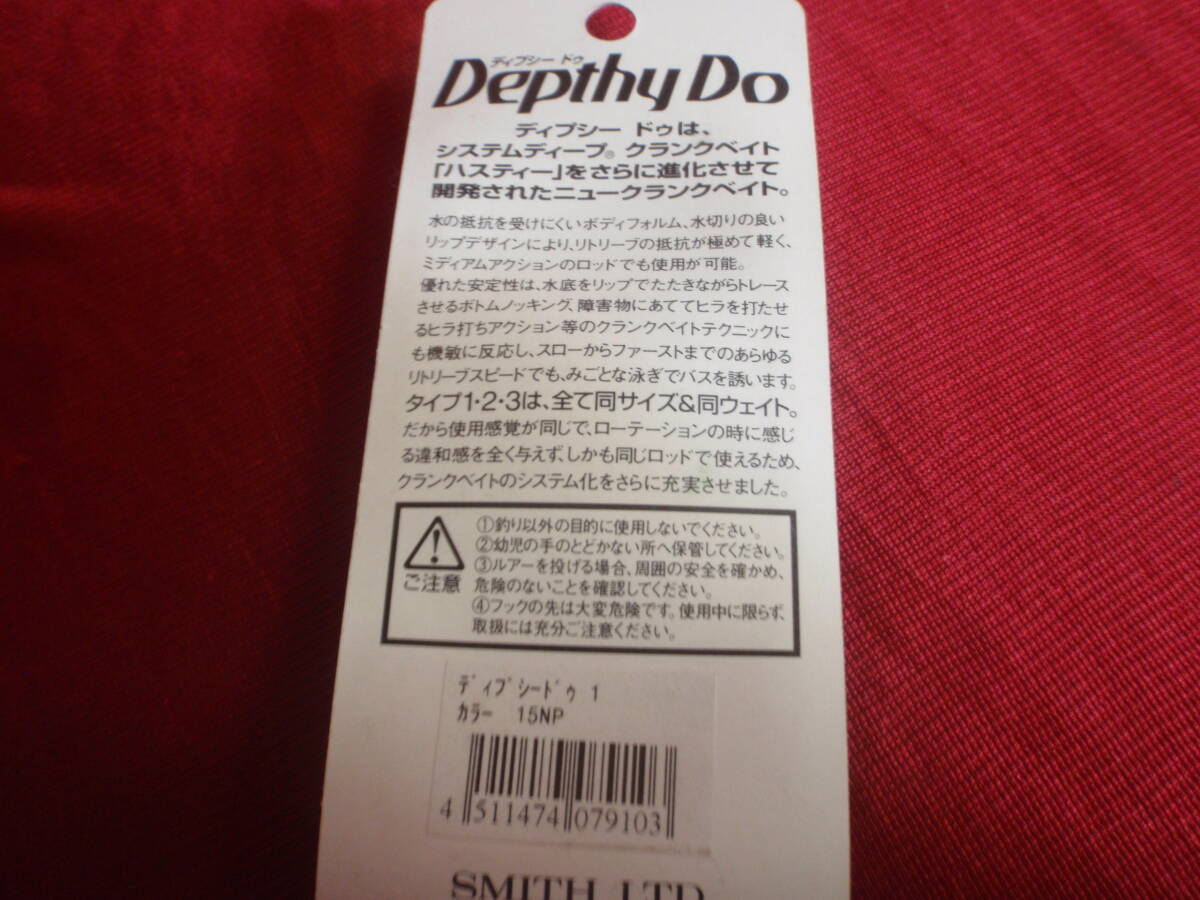 ディプシー ドゥ
Depthy Do
ディプシー ドゥは、
システムディープ® クランクベイト
「ハスティー」をさらに進化させて
開発されたニュークランクベイト。
水の抵抗を受けにくいボディフォルム、水切りの良い
リップデザインにより、リトリーブの抵抗が極めて軽く、
ミディアムアクションのロッドでも使用が可能。
優れた安定性は、水底をリップでたたきながらトレース
させるボトムノッキング、障害物にあててヒラを打たせ
るヒラ打ちアクション等のクランクベイトテクニックに
も機敏に反応し、スローからファーストまでのあらゆる
リトリーブスピードでも、みごとな泳ぎでバスを誘います。
タイプ1・2・3は、全て同サイズ&同ウェイト。
だから使用感覚が同じで、ローテーションの時に感じ
る違和感を全く与えず、しかも同じロッドで使えるため、
クランクベイトのシステム化をさらに充実させました。
ご注意
①釣り以外の目的に使用しないでください。
②幼児の手のとどかない所へ保管してください。
③ルアーを投げる場合、周囲の安全を確かめ、
危険のないことを確認してください。
④フックの先は大変危険です。使用中に限らず、
取扱には充分ご注意ください。
ﾃﾞｨﾌﾟｼｰﾄﾞｩ 1
ｶﾗｰ 15NP
4 511474 079103
SMITH LTD